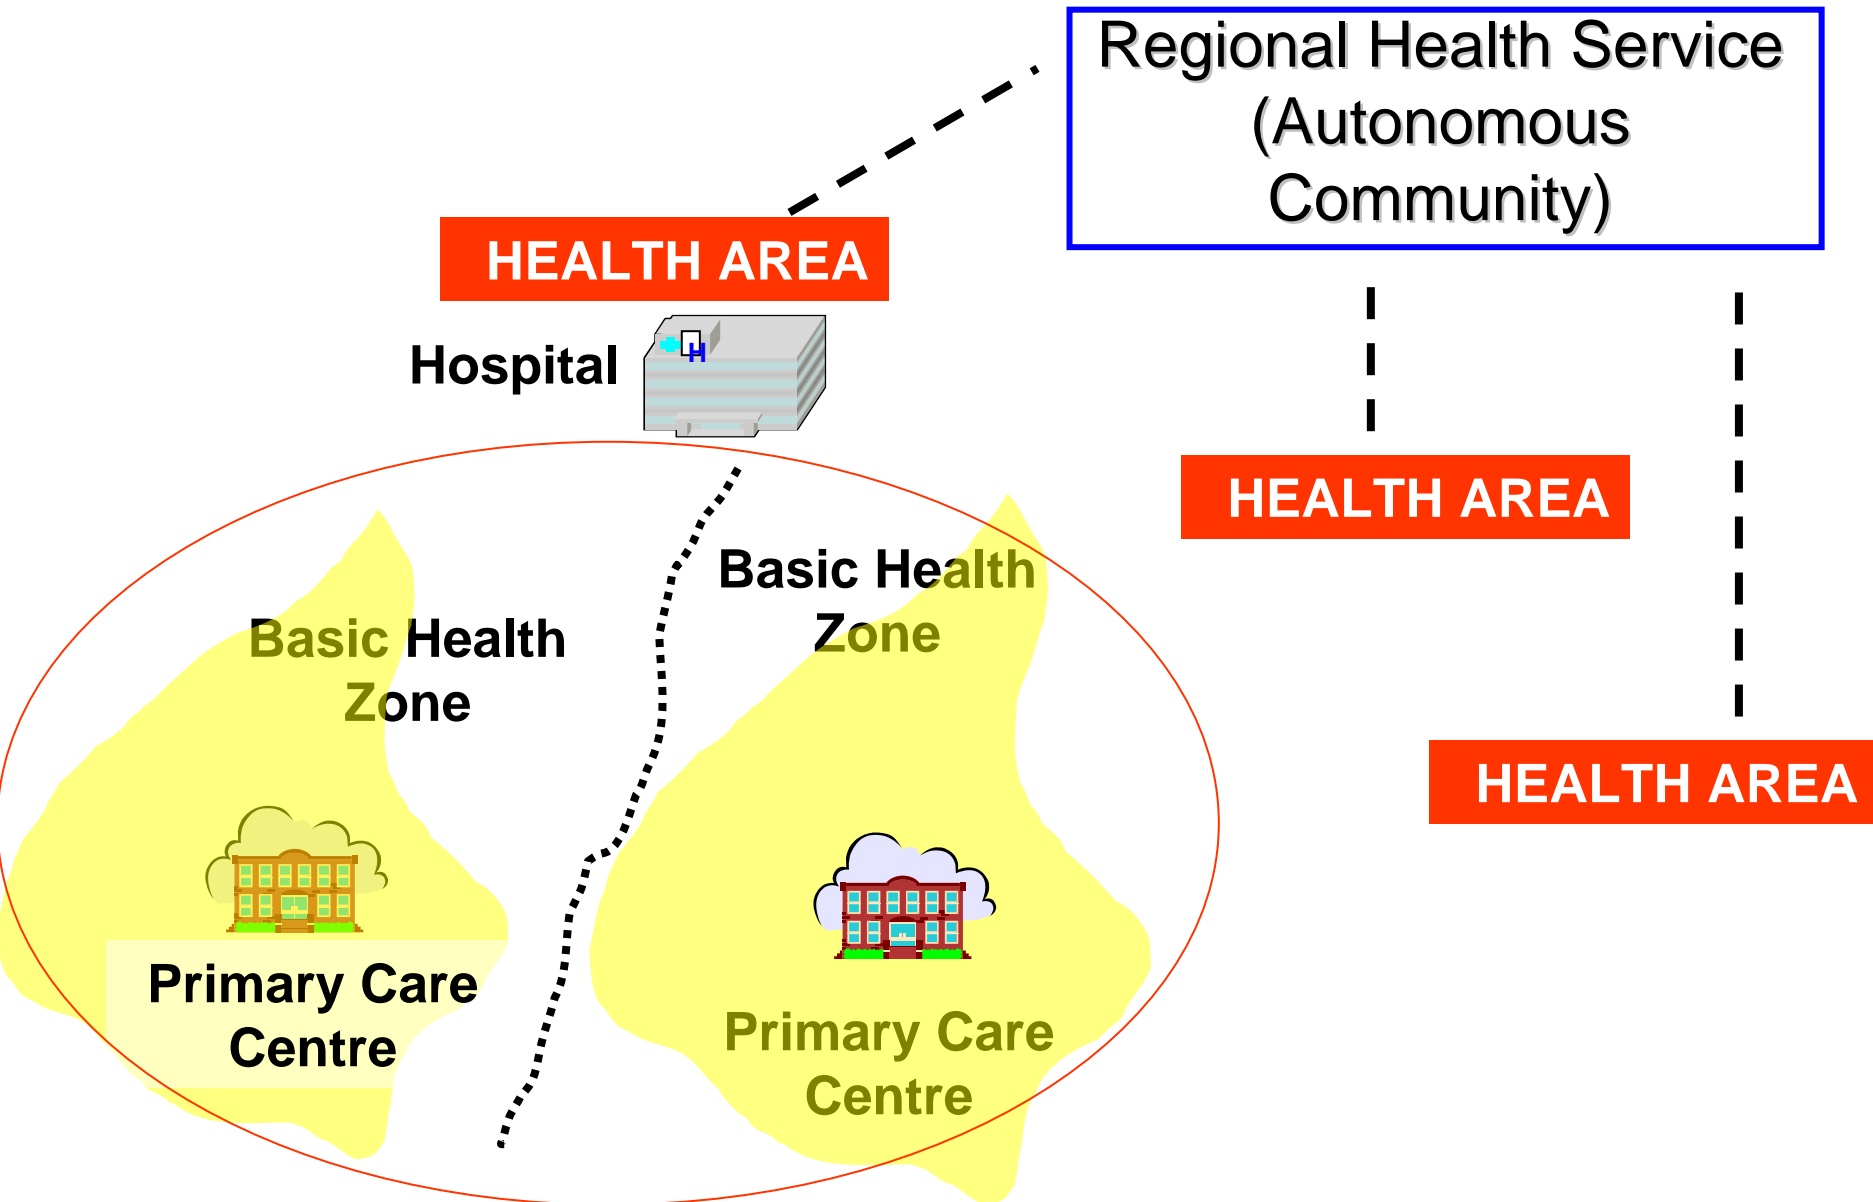 Regional Health Service
(Autonomous
Community)
HEALTH AREA
Hospital
H
HEALTH AREA
Basic Health
Zone
Basic Health
Zone
HEALTH AREA
Primary Care
Centre
Primary Care
Centre